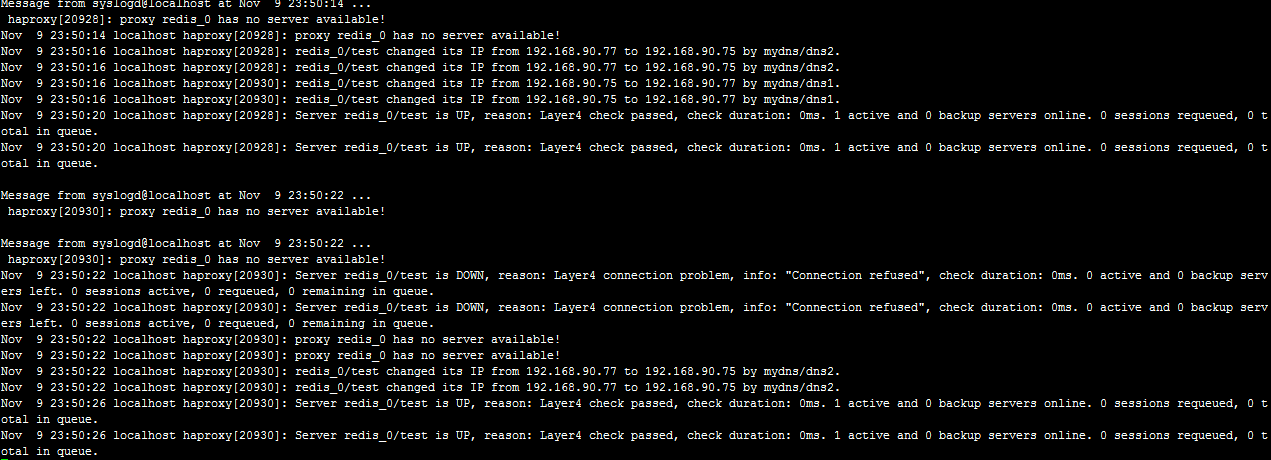 Message from syslogd@localhost at Nov  9 23:50:14 ...
 haproxy[20928]: proxy redis_0 has no server available!
Nov  9 23:50:14 localhost haproxy[20928]: proxy redis_0 has no server available!
Nov  9 23:50:16 localhost haproxy[20928]: redis_0/test changed its IP from 192.168.90.77 to 192.168.90.75 by mydns/dns2.
Nov  9 23:50:16 localhost haproxy[20928]: redis_0/test changed its IP from 192.168.90.77 to 192.168.90.75 by mydns/dns2.
Nov  9 23:50:16 localhost haproxy[20930]: redis_0/test changed its IP from 192.168.90.75 to 192.168.90.77 by mydns/dns1.
Nov  9 23:50:16 localhost haproxy[20930]: redis_0/test changed its IP from 192.168.90.75 to 192.168.90.77 by mydns/dns1.
Nov  9 23:50:20 localhost haproxy[20928]: Server redis_0/test is UP, reason: Layer4 check passed, check duration: 0ms. 1 active and 0 backup servers online. 0 sessions requeued, 0 t
otal in queue.
Nov  9 23:50:20 localhost haproxy[20928]: Server redis_0/test is UP, reason: Layer4 check passed, check duration: 0ms. 1 active and 0 backup servers online. 0 sessions requeued, 0 t
otal in queue.
Message from syslogd@localhost at Nov  9 23:50:22 ...
 haproxy[20930]: proxy redis_0 has no server available!
Message from syslogd@localhost at Nov  9 23:50:22 ...
 haproxy[20930]: proxy redis_0 has no server available!
Nov  9 23:50:22 localhost haproxy[20930]: Server redis_0/test is DOWN, reason: Layer4 connection problem, info: "Connection refused", check duration: 0ms. 0 active and 0 backup serv
ers left. 0 sessions active, 0 requeued, 0 remaining in queue.
Nov  9 23:50:22 localhost haproxy[20930]: Server redis_0/test is DOWN, reason: Layer4 connection problem, info: "Connection refused", check duration: 0ms. 0 active and 0 backup serv
ers left. 0 sessions active, 0 requeued, 0 remaining in queue.
Nov  9 23:50:22 localhost haproxy[20930]: proxy redis_0 has no server available!
Nov  9 23:50:22 localhost haproxy[20930]: proxy redis_0 has no server available!
Nov  9 23:50:22 localhost haproxy[20930]: redis_0/test changed its IP from 192.168.90.77 to 192.168.90.75 by mydns/dns2.
Nov  9 23:50:22 localhost haproxy[20930]: redis_0/test changed its IP from 192.168.90.77 to 192.168.90.75 by mydns/dns2.
Nov  9 23:50:26 localhost haproxy[20930]: Server redis_0/test is UP, reason: Layer4 check passed, check duration: 0ms. 1 active and 0 backup servers online. 0 sessions requeued, 0 t
otal in queue.
Nov  9 23:50:26 localhost haproxy[20930]: Server redis_0/test is UP, reason: Layer4 check passed, check duration: 0ms. 1 active and 0 backup servers online. 0 sessions requeued, 0 t
otal in queue.